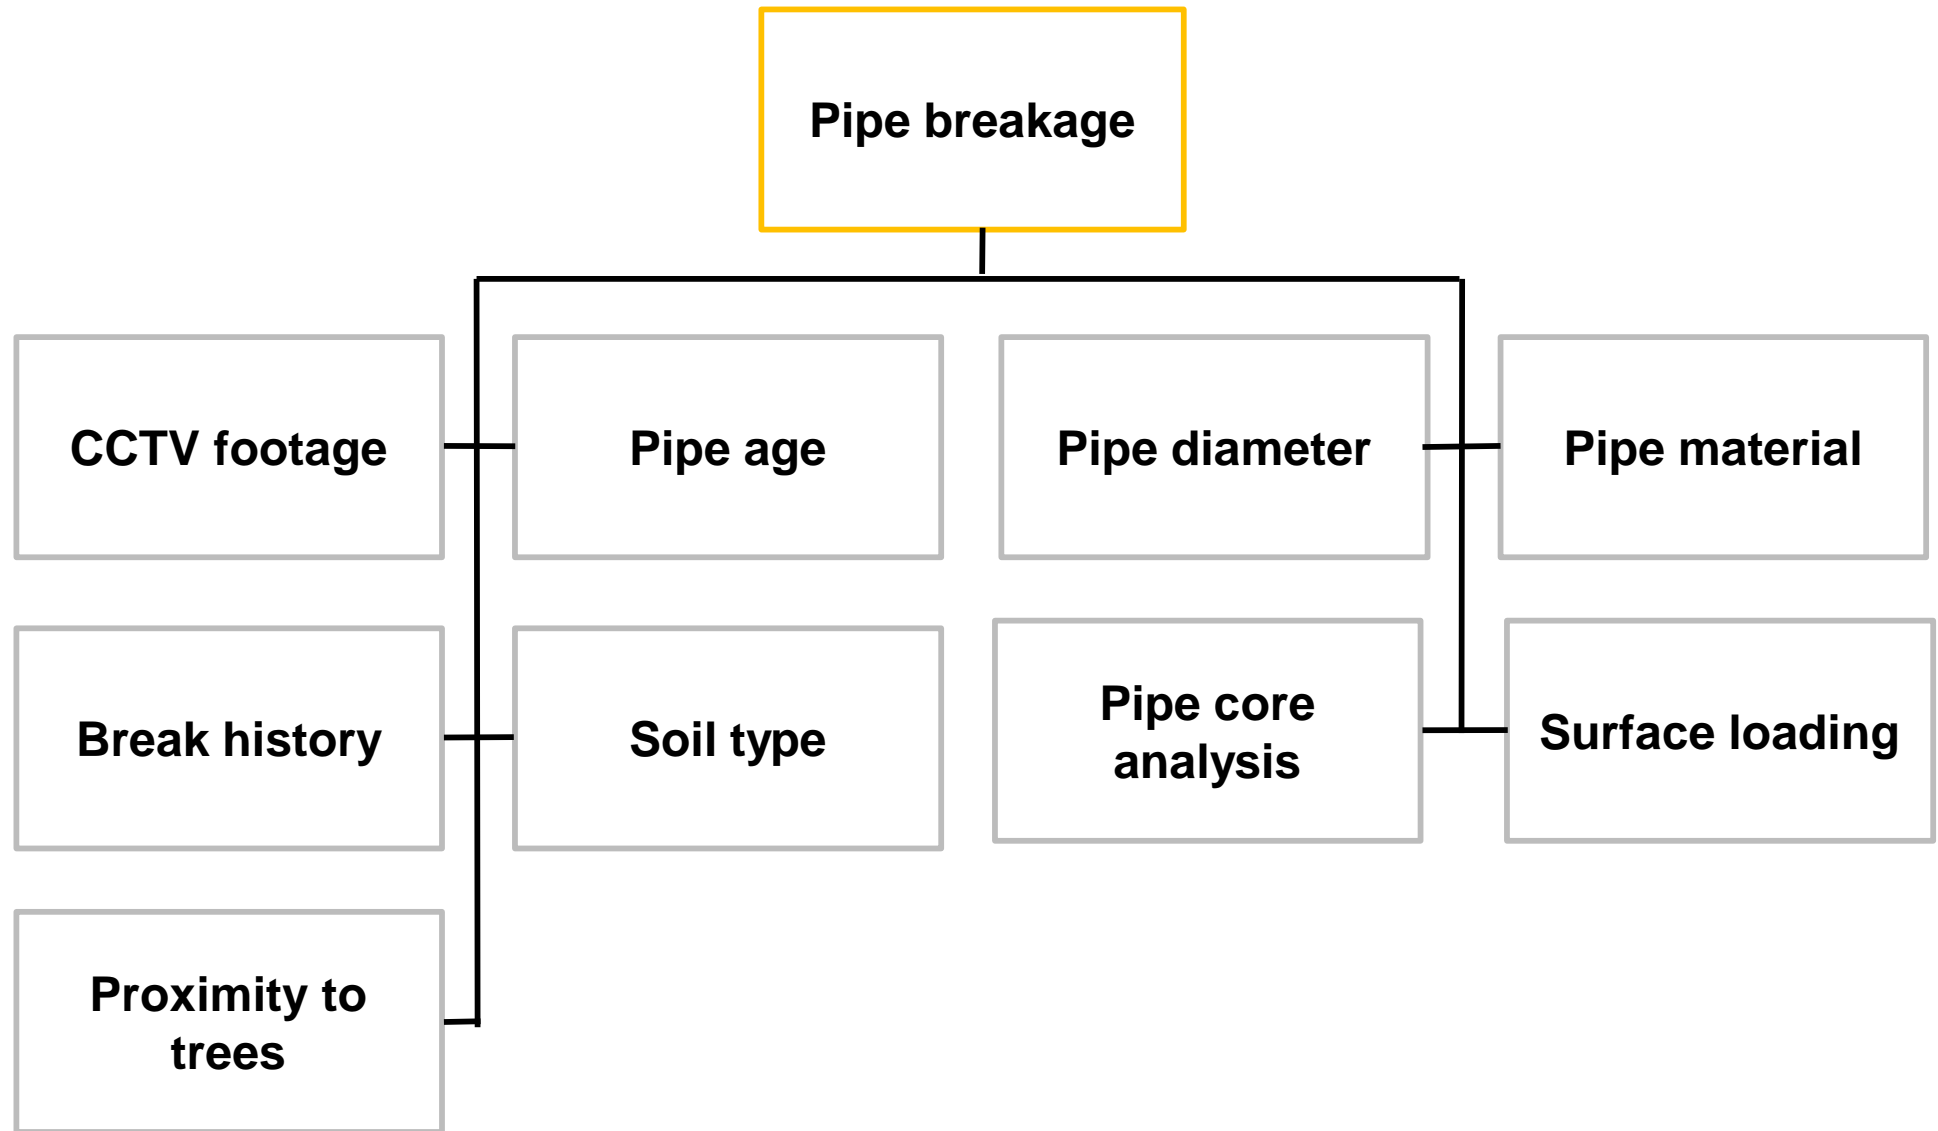 Pipe breakage
CCTV footage
Pipe age
Pipe diameter
Pipe material
Break history
Soil type
Pipe core
analysis
Surface loading
Proximity to
trees